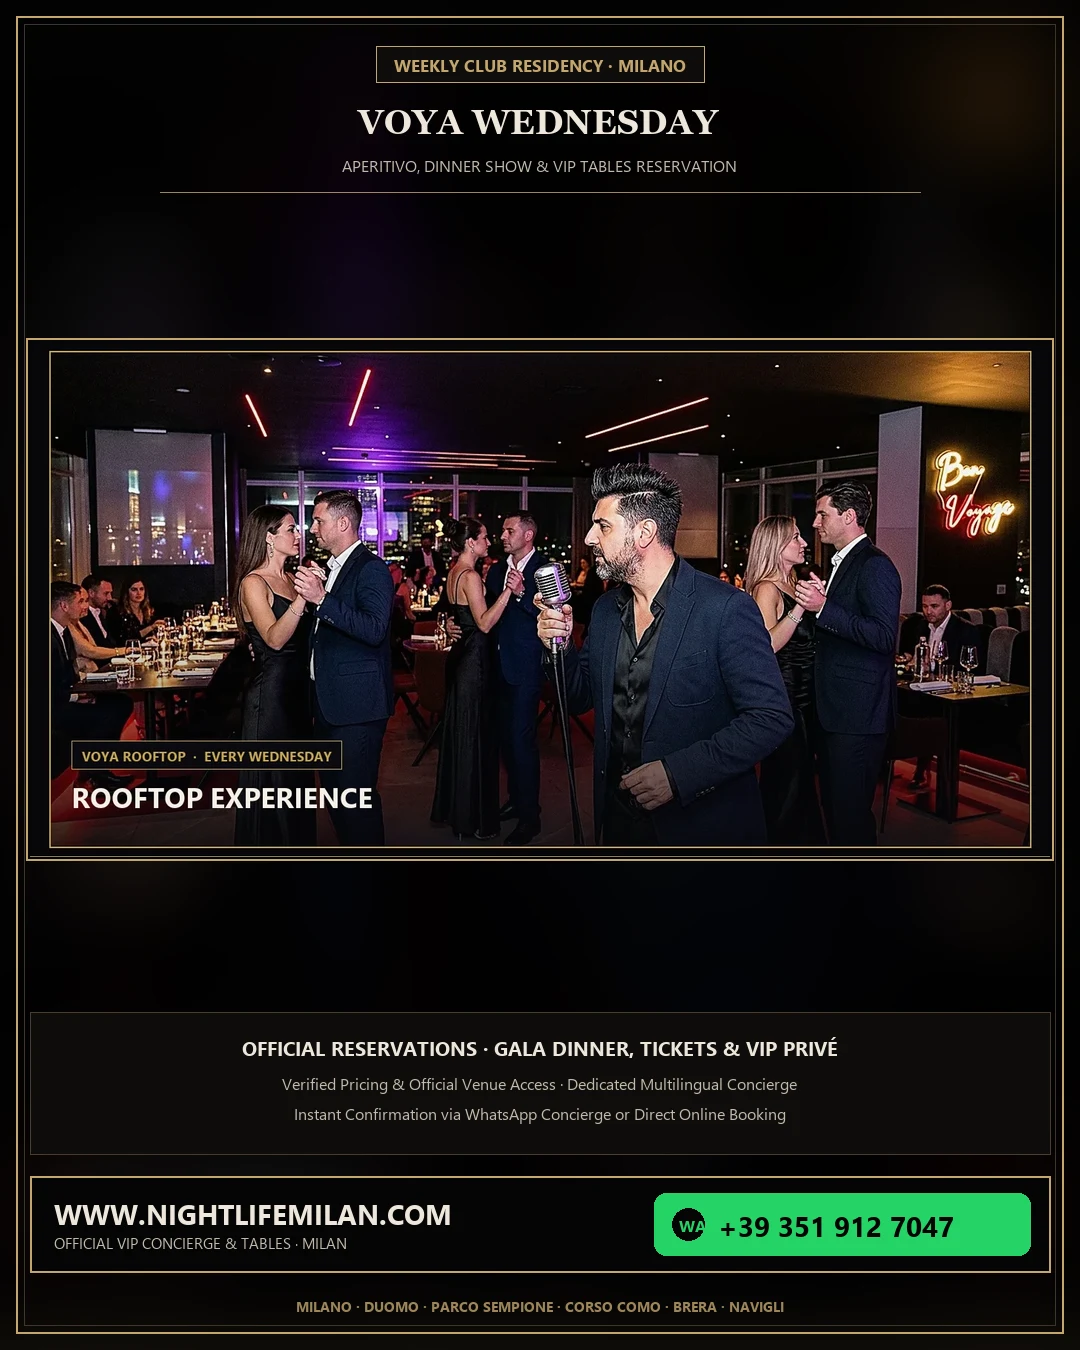 WEEKLY CLUB RESIDENCY · MILANO
VOYA WEDNESDAY
APERITIVO, DINNER SHOW & VIP TABLES RESERVATION
Bon
Voyage
VOYA ROOFTOP · EVERY WEDNESDAY
ROOFTOP EXPERIENCE
OFFICIAL RESERVATIONS · GALA DINNER, TICKETS & VIP PRIVÉ
Verified Pricing & Official Venue Access · Dedicated Multilingual Concierge
Instant Confirmation via WhatsApp Concierge or Direct Online Booking
WWW.NIGHTLIFEMILAN.COM
OFFICIAL VIP CONCIERGE & TABLES · MILAN
WA +39 351 912 7047
MILANO · DUOMO · PARCO SEMPIONE · CORSO COMO · BRERA · NAVIGLI